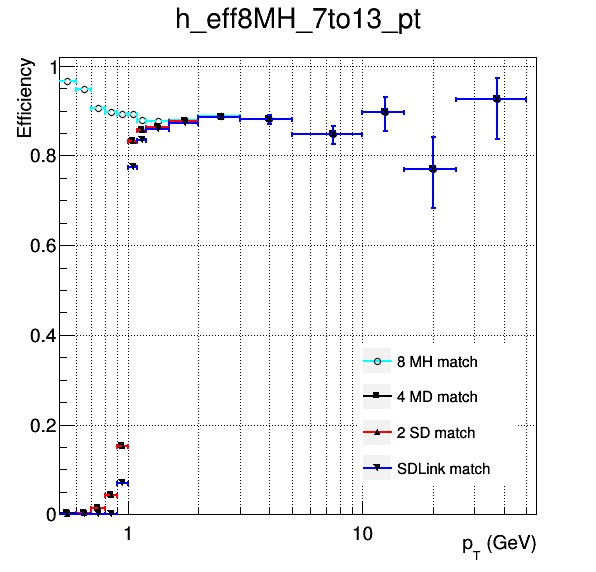 h_eff8MH_7to13_pt
Efficiency
1
0.8
0.6
0.4
0.2
0
8 MH match
4 MD match
2 SD match
SDLink match
1
10
p_T (GeV)